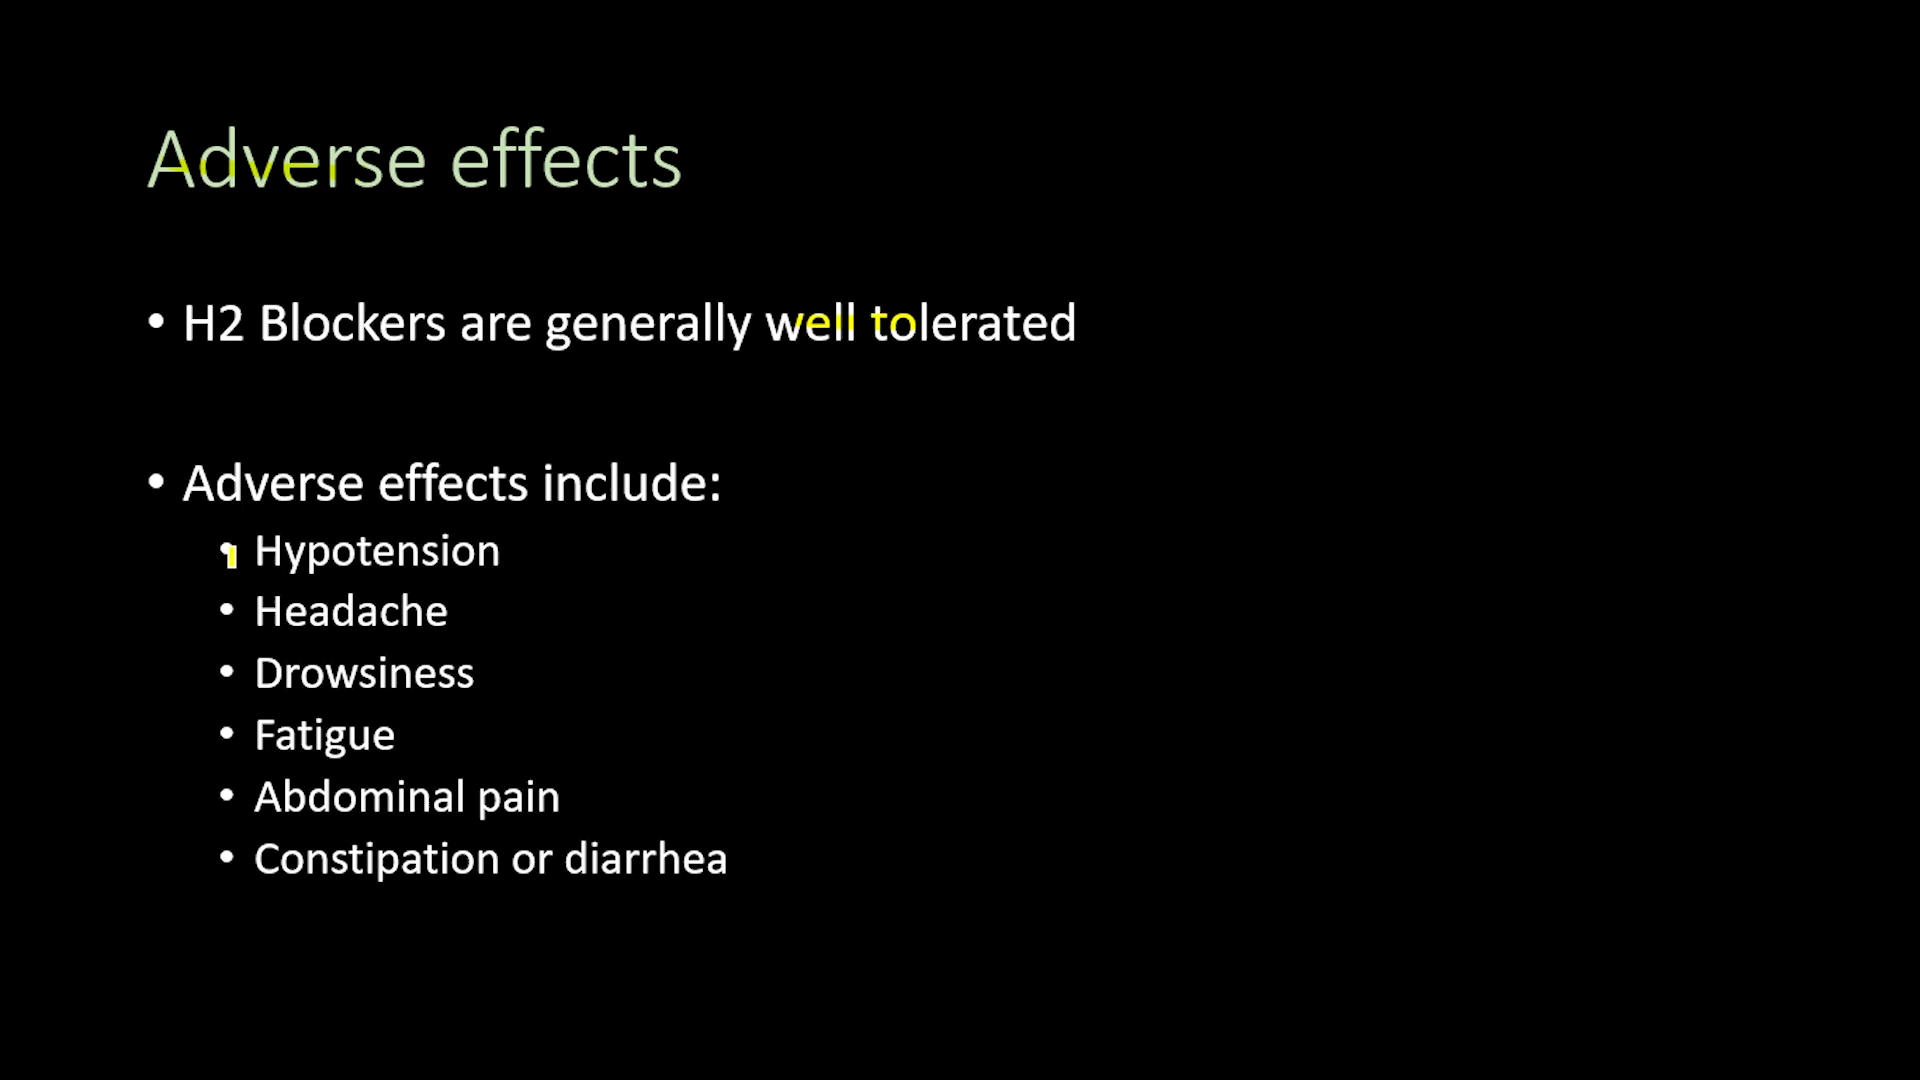 Adverse effects
• H2 Blockers are generally well tolerated
• Adverse effects include:
• Hypotension
• Headache
• Drowsiness
• Fatigue
• Abdominal pain
• Constipation or diarrhea